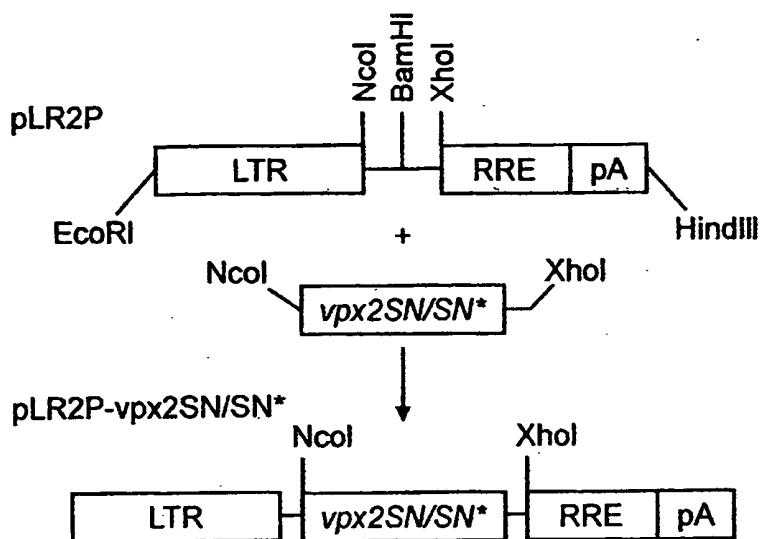 NcoI
BamHI
XhoI
pLR2P
LTR
RRE
pA
EcoRI
HindIII
+
NcoI
XhoI
vpx2SN/SN*
pLR2P-vpx2SN/SN*
NcoI
XhoI
LTR
vpx2SN/SN*
RRE
pA